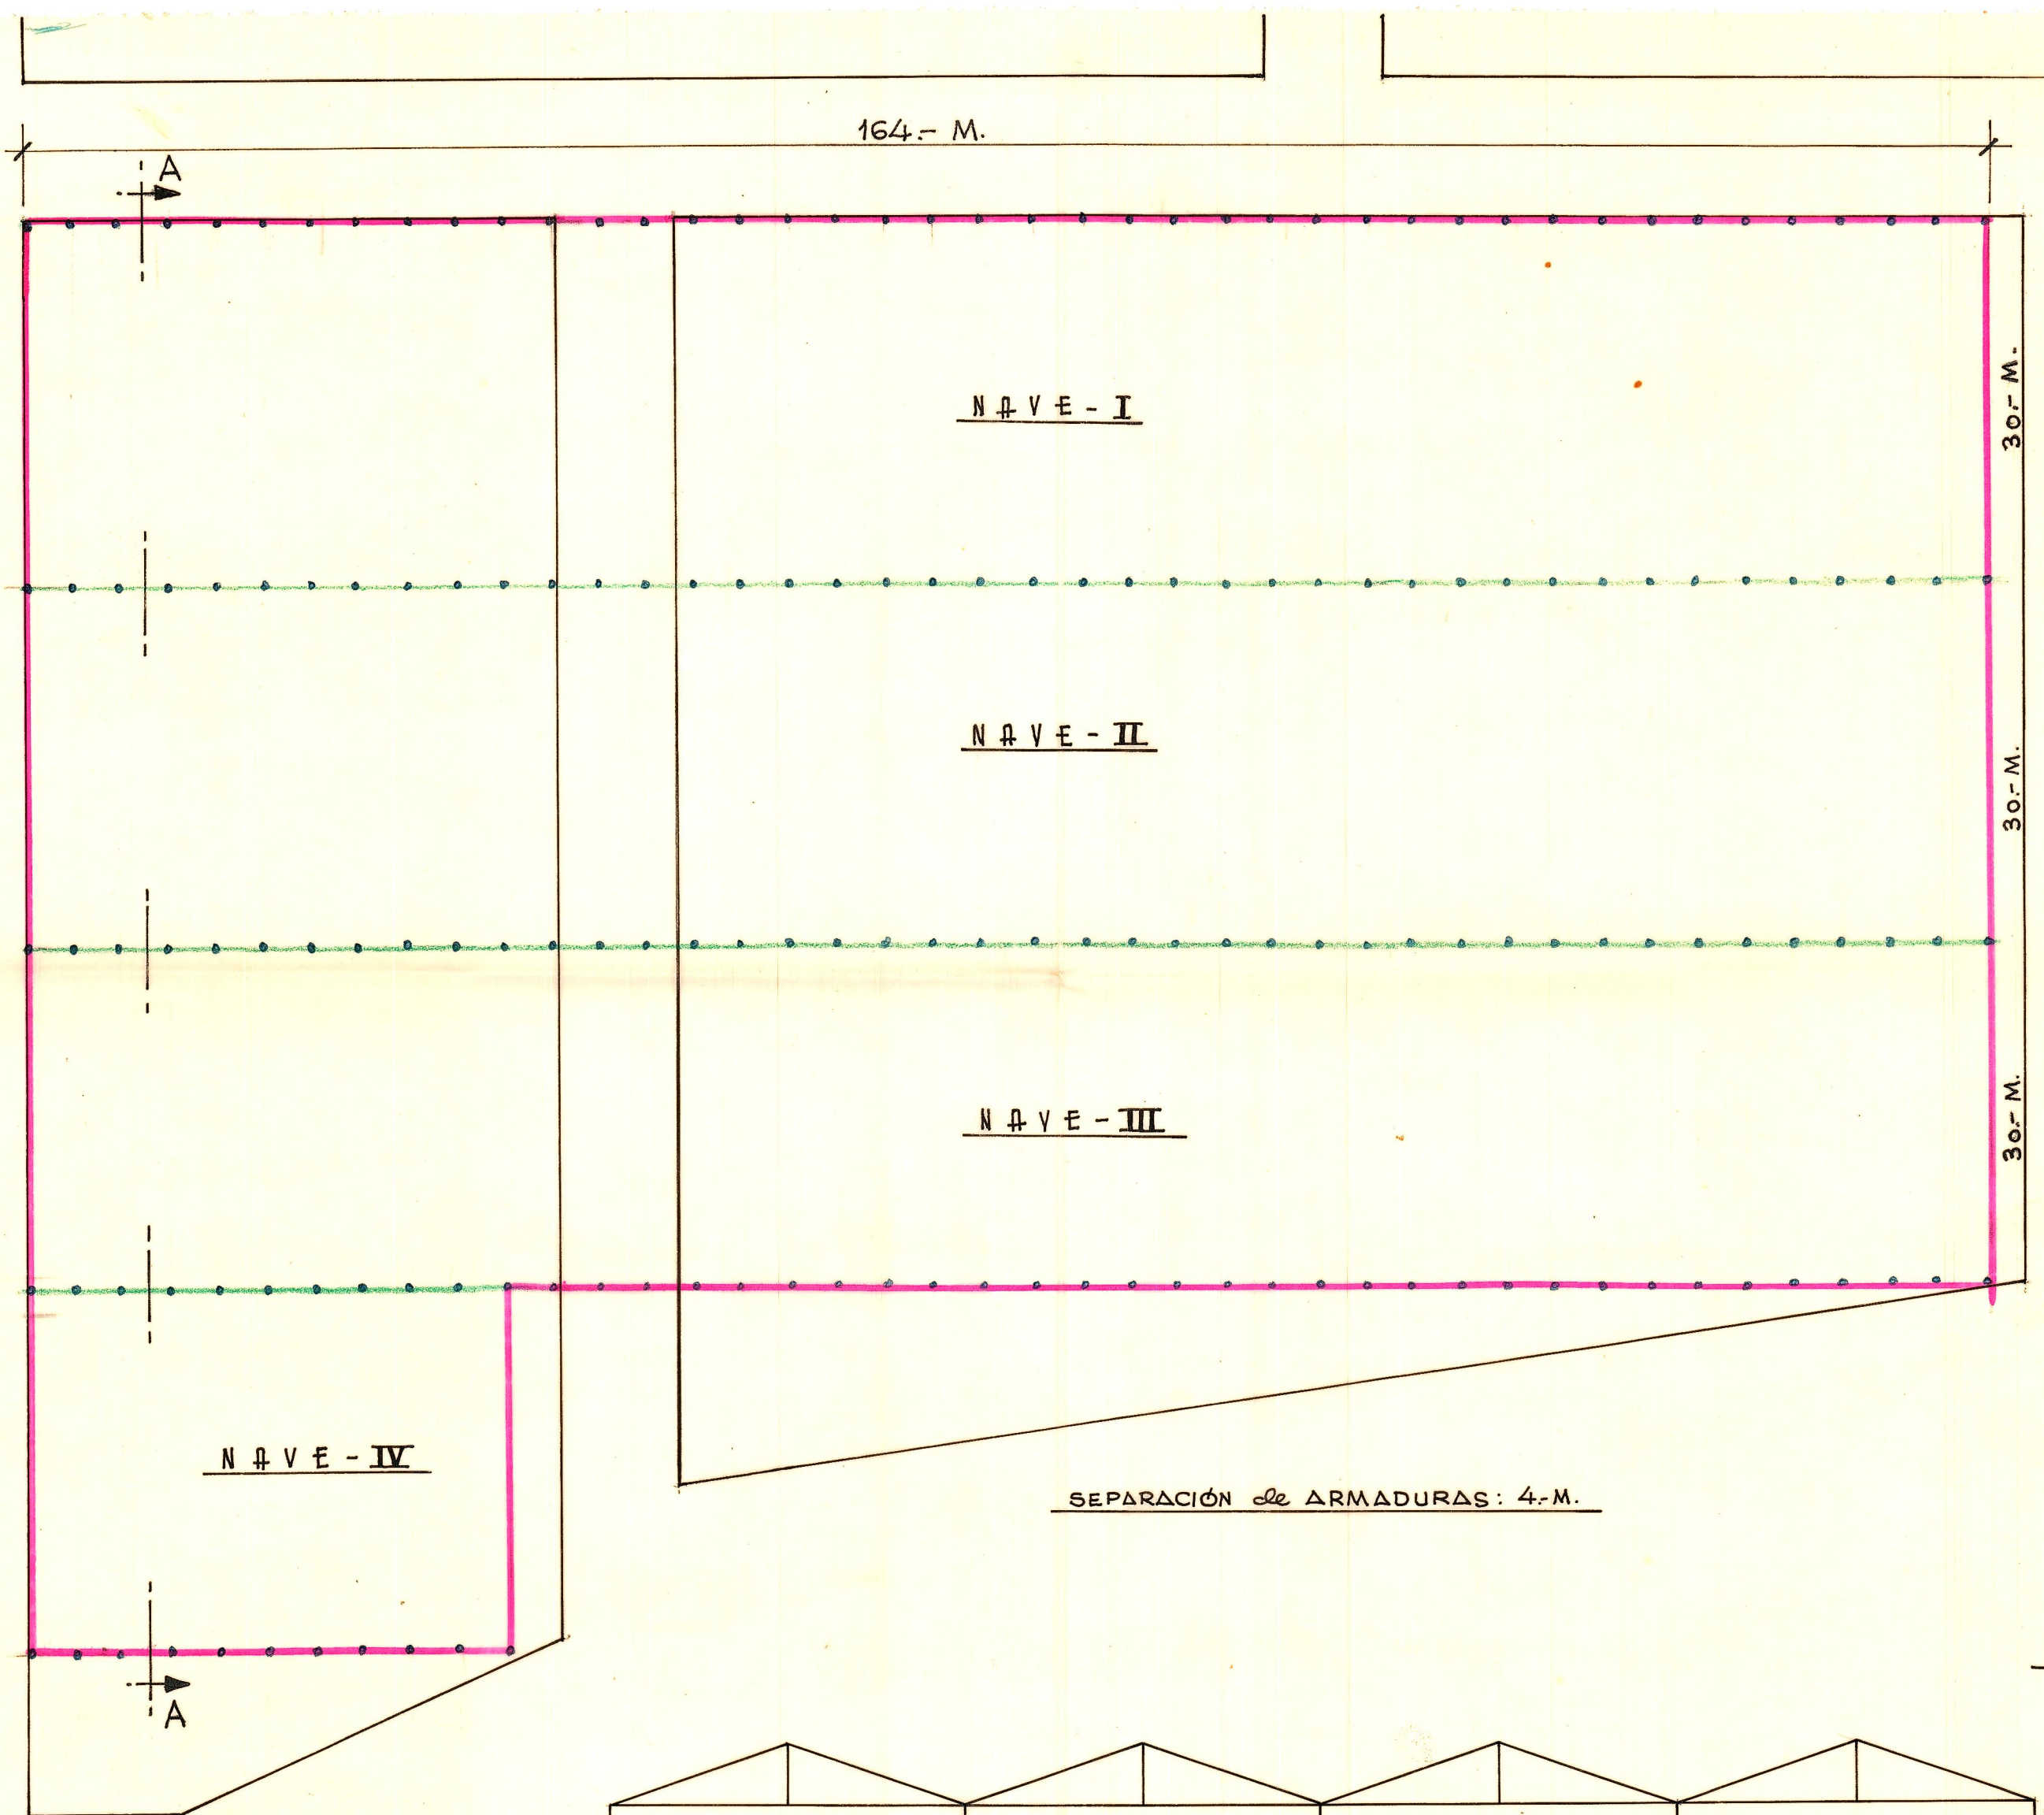 164.- M.
A
NAVE-I
30.- M.
NAVE-II
30.- M.
NAVE-III
30.- M.
NAVE-IV
SEPARACIÓN de ARMADURAS: 4.-M.
A